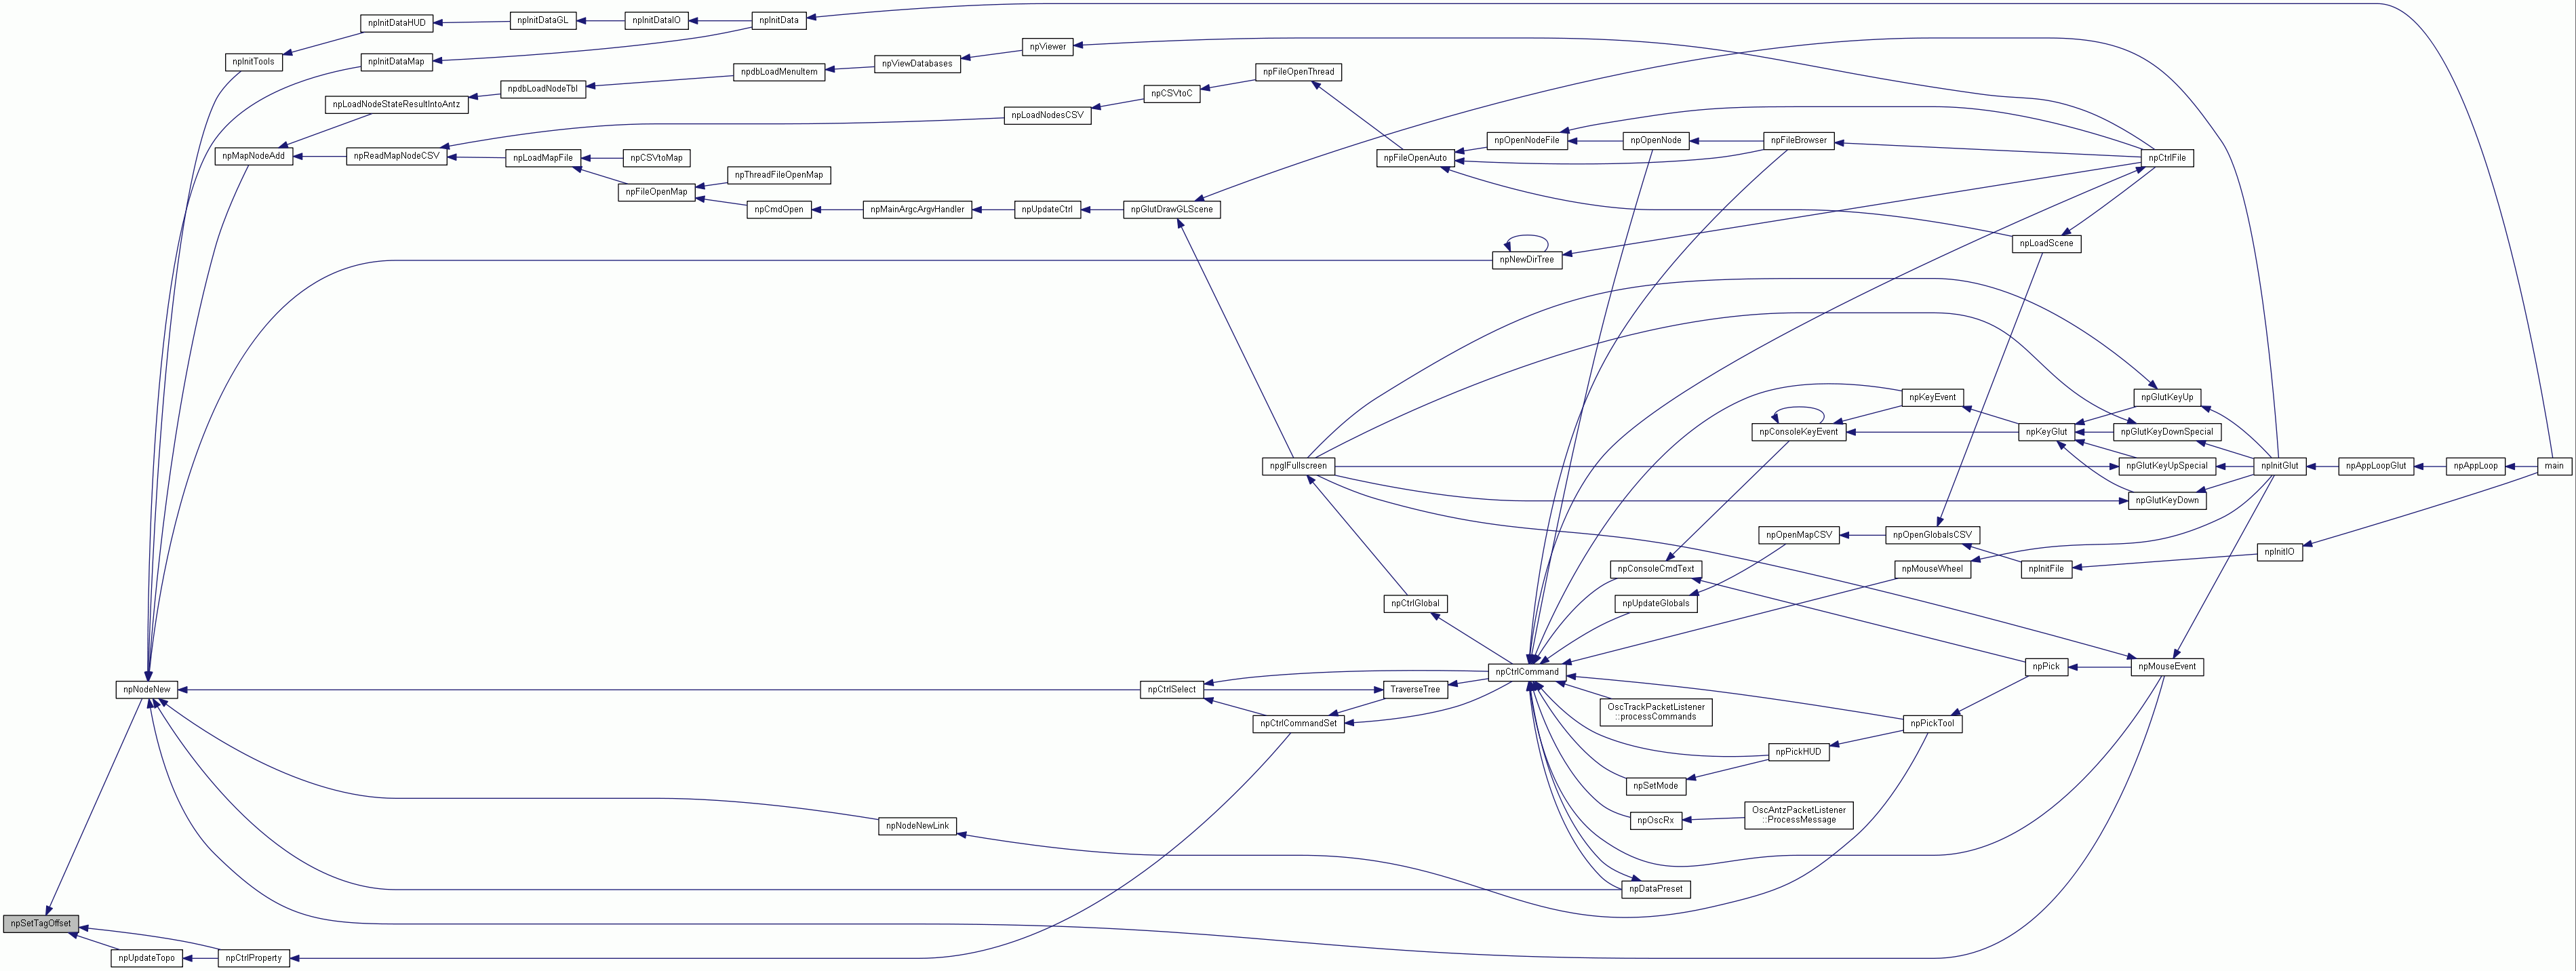 npInitDataHUD
npInitDataGL
npInitDataIO
npInitData
npInitTools
npInitDataMap
npViewer
npViewDatabases
npdbLoadMenuItem
npFileOpenThread
npdbLoadNodeTbl
npCSVtoC
npLoadNodeStateResultIntoAntz
npLoadNodesCSV
npOpenNodeFile
npOpenNode
npFileBrowser
npMapNodeAdd
npReadMapNodeCSV
npLoadMapFile
npCSVtoMap
npFileOpenAuto
npCtrlFile
npThreadFileOpenMap
npFileOpenMap
npCmdOpen
npMainArgcArgvHandler
npUpdateCtrl
npGlutDrawGLScene
npLoadScene
npNewDirTree
npKeyEvent
npGlutKeyUp
npConsoleKeyEvent
npKeyGlut
npGlutKeyDownSpecial
npglFullscreen
npGlutKeyUpSpecial
npInitGlut
npAppLoopGlut
npAppLoop
main
npGlutKeyDown
npOpenMapCSV
npOpenGlobalsCSV
npInitIO
npConsoleCmdText
npMouseWheel
npInitFile
npCtrlGlobal
npUpdateGlobals
npCtrlCommand
npPick
npMouseEvent
npNodeNew
npCtrlSelect
TraverseTree
OscTrackPacketListener
::processCommands
npCtrlCommandSet
npPickTool
npPickHUD
npSetMode
npNodeNewLink
npOscRx
OscAntzPacketListener
::ProcessMessage
npDataPreset
npSetTagOffset
npUpdateTopo
npCtrlProperty